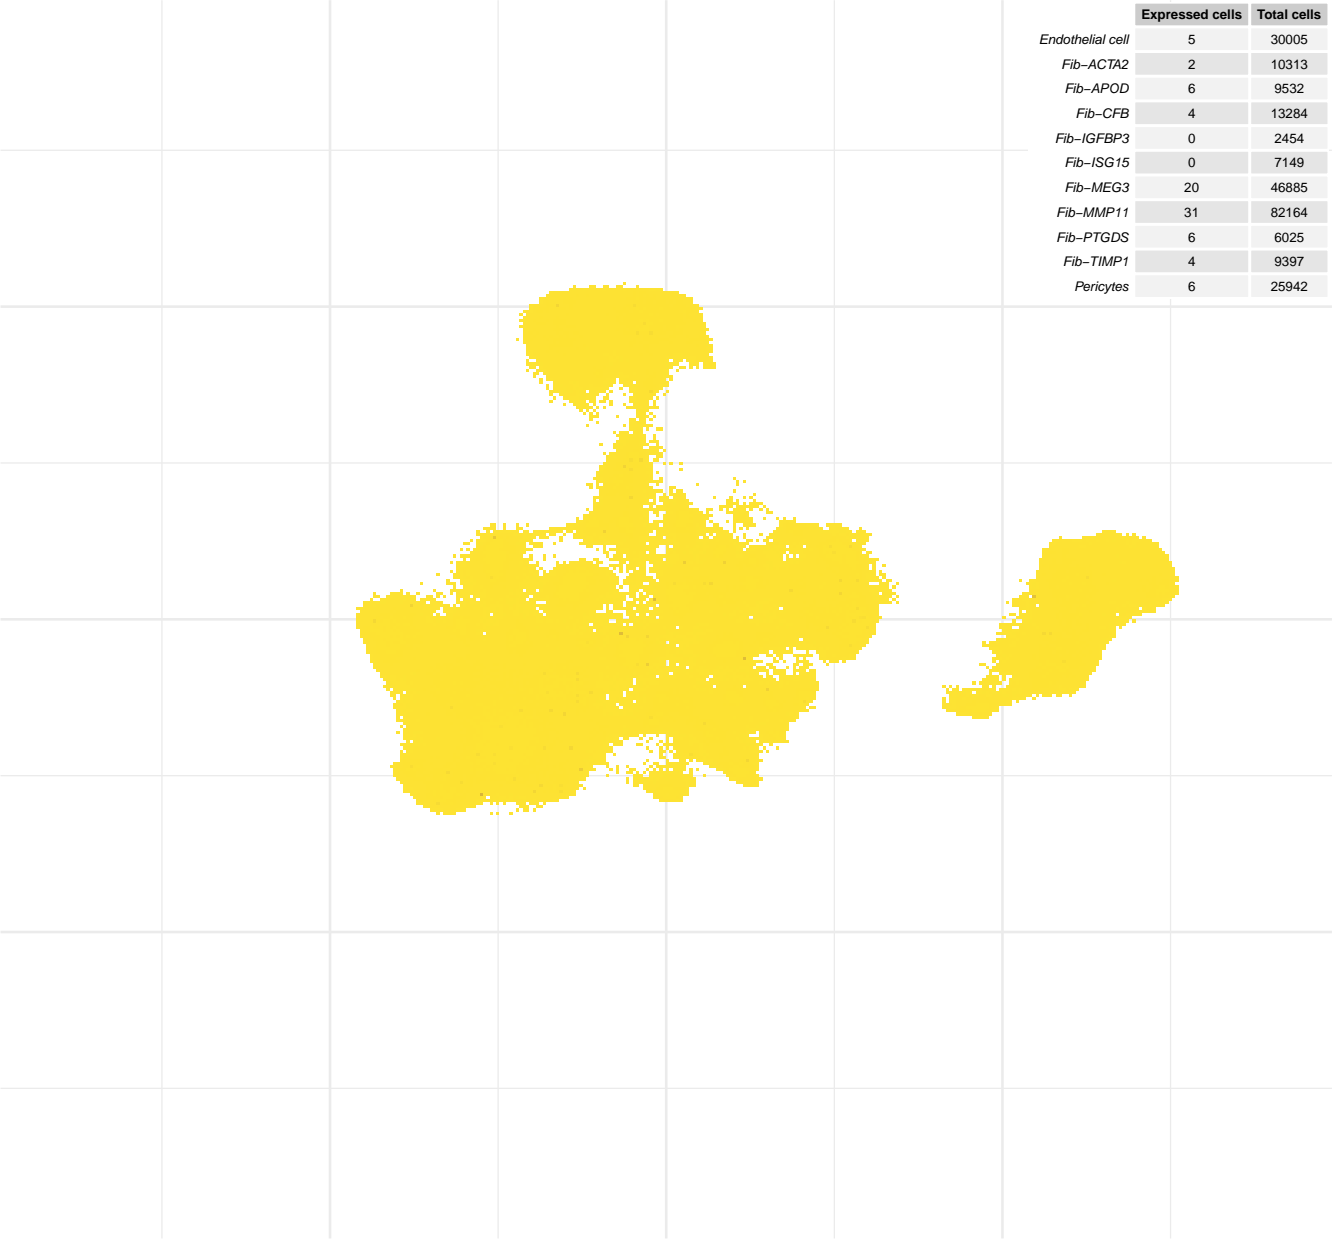 Expressed cells Total cells
Endothelial cell 5 30005
Fib−ACTA2 2 10313
Fib−APOD 6 9532
Fib−CFB 4 13284
Fib−IGFBP3 0 2454
Fib−ISG15 0 7149
Fib−MEG3 20 46885
Fib−MMP11 31 82164
Fib−PTGDS 6 6025
Fib−TIMP1 4 9397
Pericytes 6 25942